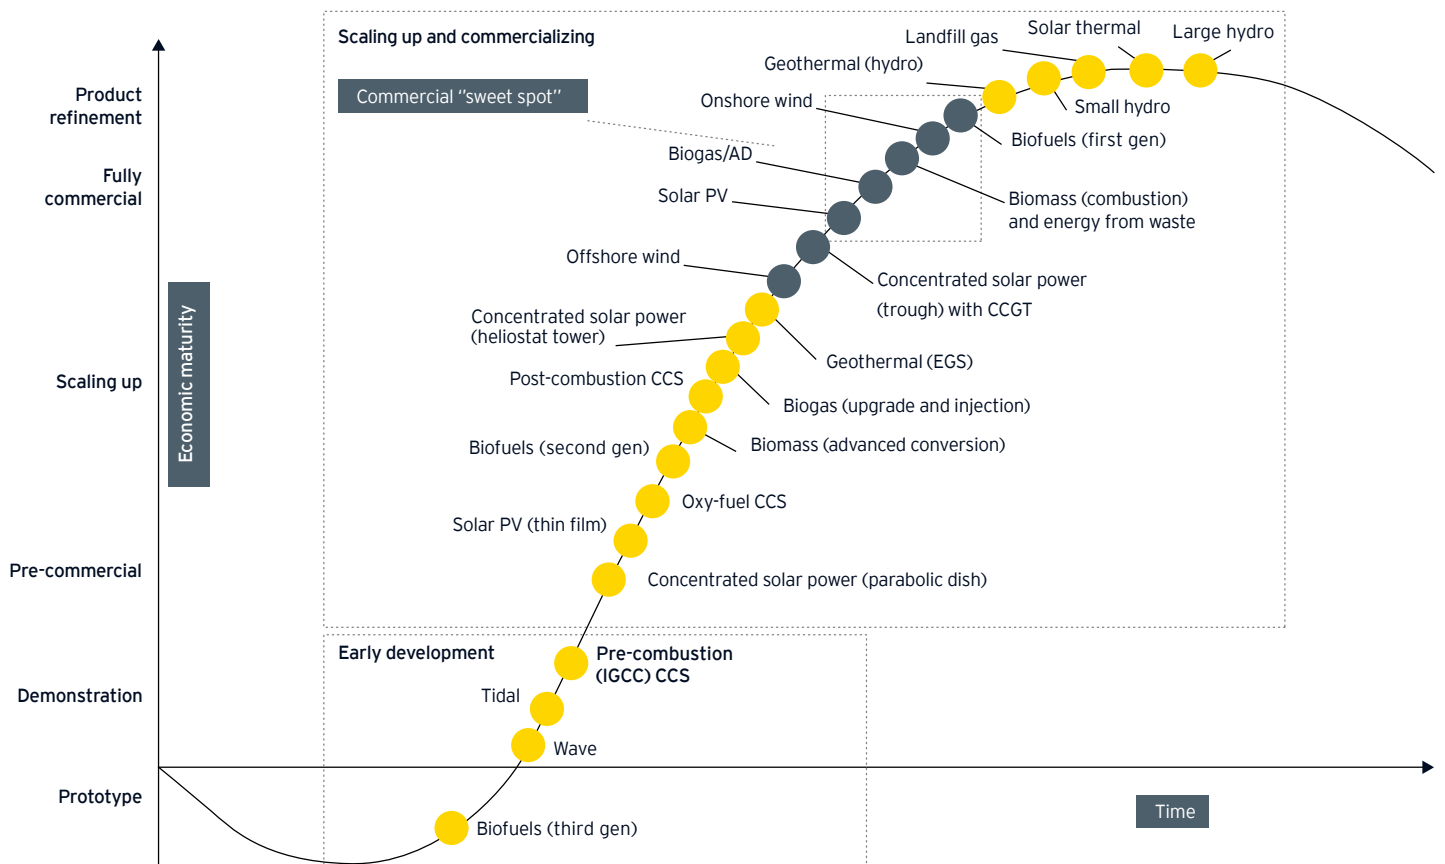 Scaling up and commercializing
Commercial "sweet spot"
Product
refinement
Fully
commercial
Scaling up
Pre-commercial
Demonstration
Prototype
Economic maturity
Large hydro
Solar thermal
Landfill gas
Small hydro
Geothermal (hydro)
Onshore wind
Biofuels (first gen)
Biogas/AD
Biomass (combustion)
and energy from waste
Solar PV
Offshore wind
Concentrated solar power
(trough) with CCGT
Concentrated solar power
(heliostat tower)
Geothermal (EGS)
Post-combustion CCS
Biogas (upgrade and injection)
Biofuels (second gen)
Biomass (advanced conversion)
Oxy-fuel CCS
Solar PV (thin film)
Concentrated solar power (parabolic dish)
Early development
Pre-combustion
(IGCC) CCS
Tidal
Wave
Biofuels (third gen)
Time